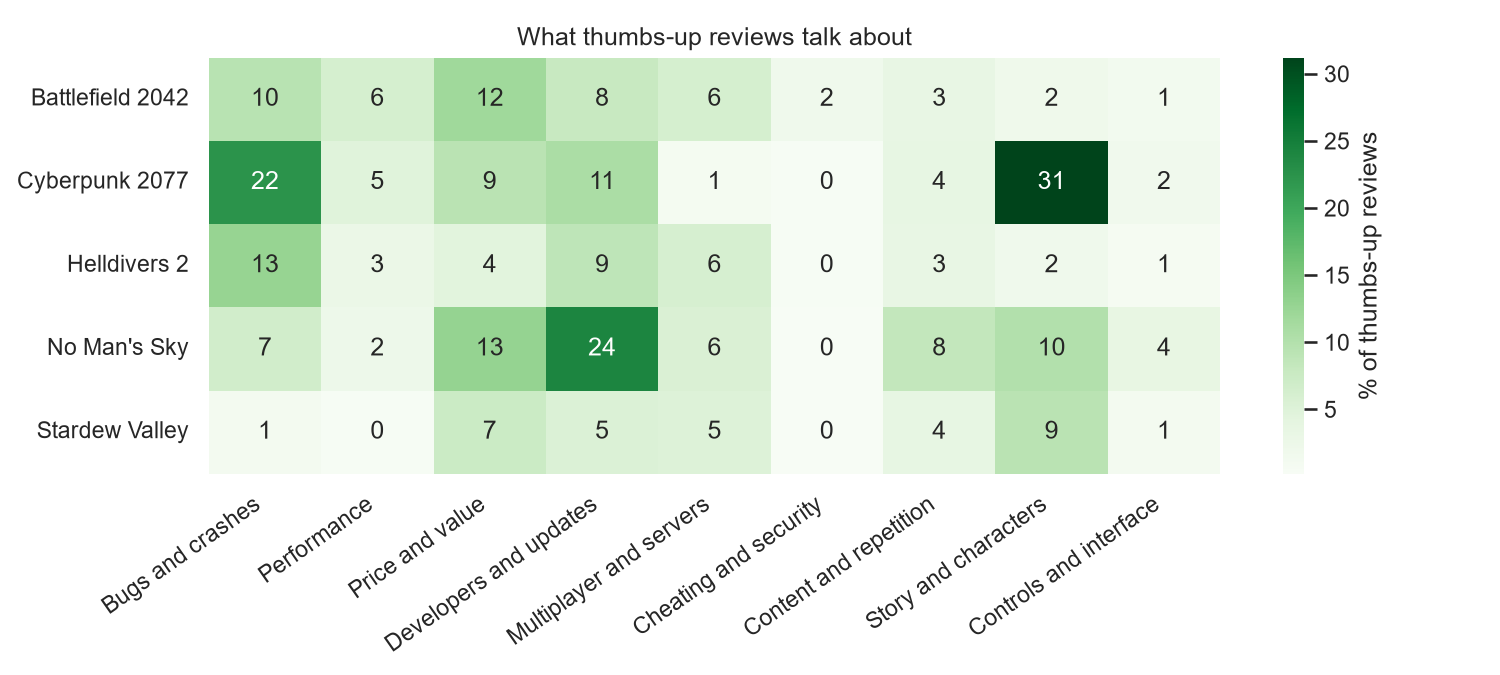 What thumbs-up reviews talk about
Battlefield 2042 10 6 12 8 6 2 3 2 1
Cyberpunk 2077 22 5 9 11 1 0 4 31 2
Helldivers 2 13 3 4 9 6 0 3 2 1
No Man's Sky 7 2 13 24 6 0 8 10 4
Stardew Valley 1 0 7 5 5 0 4 9 1
Bugs and crashes
Performance
Price and value
Developers and updates
Multiplayer and servers
Cheating and security
Content and repetition
Story and characters
Controls and interface
30
25
20
15
10
5
% of thumbs-up reviews